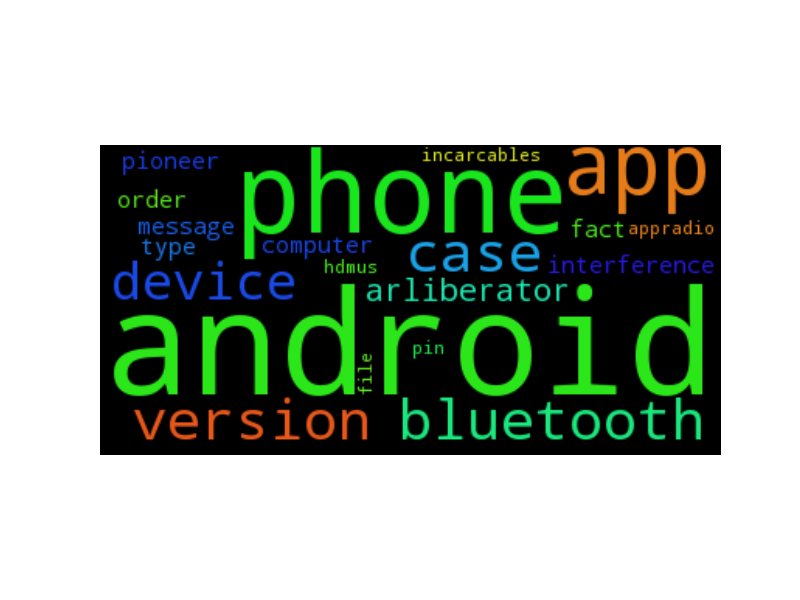 pioneer
incarcables
app
phone
order
message
fact
appradio
type
computer
case
interference
hdmus
device
arliberator
android
pin
file
version
bluetooth